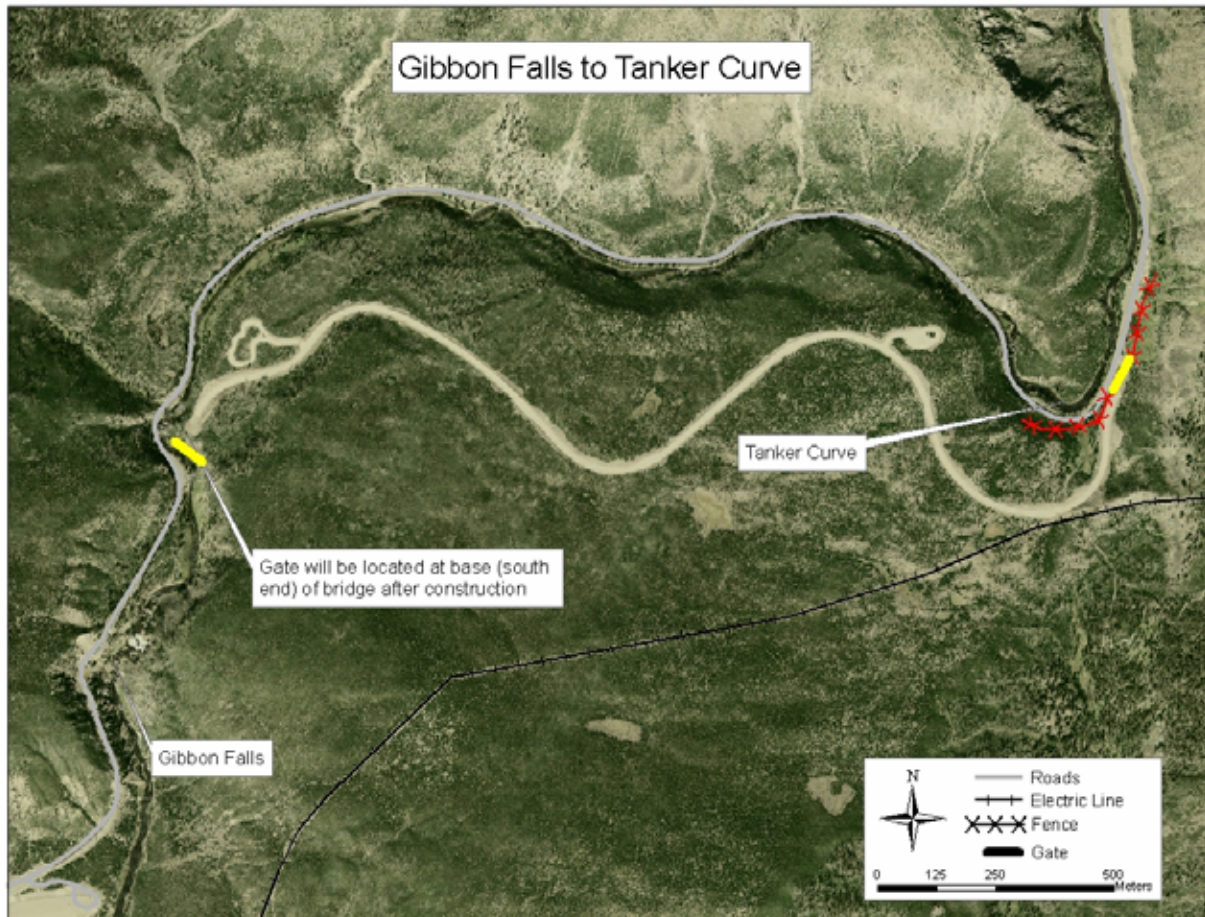 Gibbon Falls to Tanker Curve
Tanker Curve
Gate will be located at base (south
end) of bridge after construction
Gibbon Falls
N
Roads
Electric Line
Fence
Gate
0 125 250 500
Meters